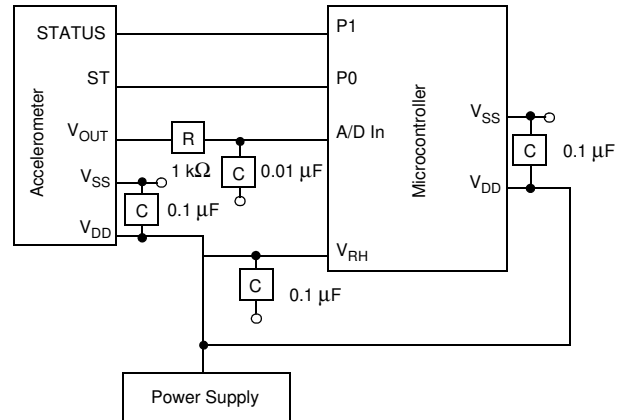 STATUS
ST
V_OUT
V_SS
V_DD
Accelerometer
R
1 kΩ
C
0.01 µF
C
0.1 µF
C
0.1 µF
P1
P0
A/D In
V_RH
Microcontroller
V_SS
V_DD
C
0.1 µF
Power Supply